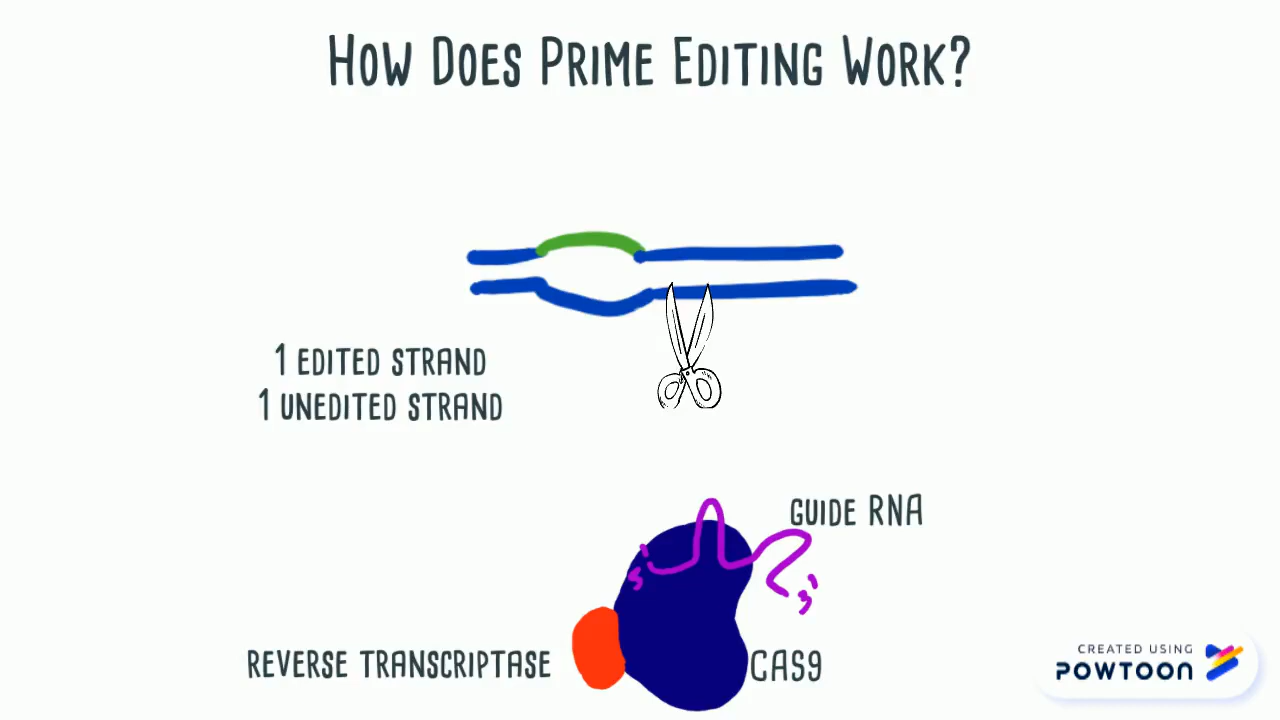 HOW DOES PRIME EDITING WORK?
1 EDITED STRAND
1 UNEDITED STRAND
GUIDE RNA
5'
3'
REVERSE TRANSCRIPTASE
CAS9
CREATED USING
POWTOON